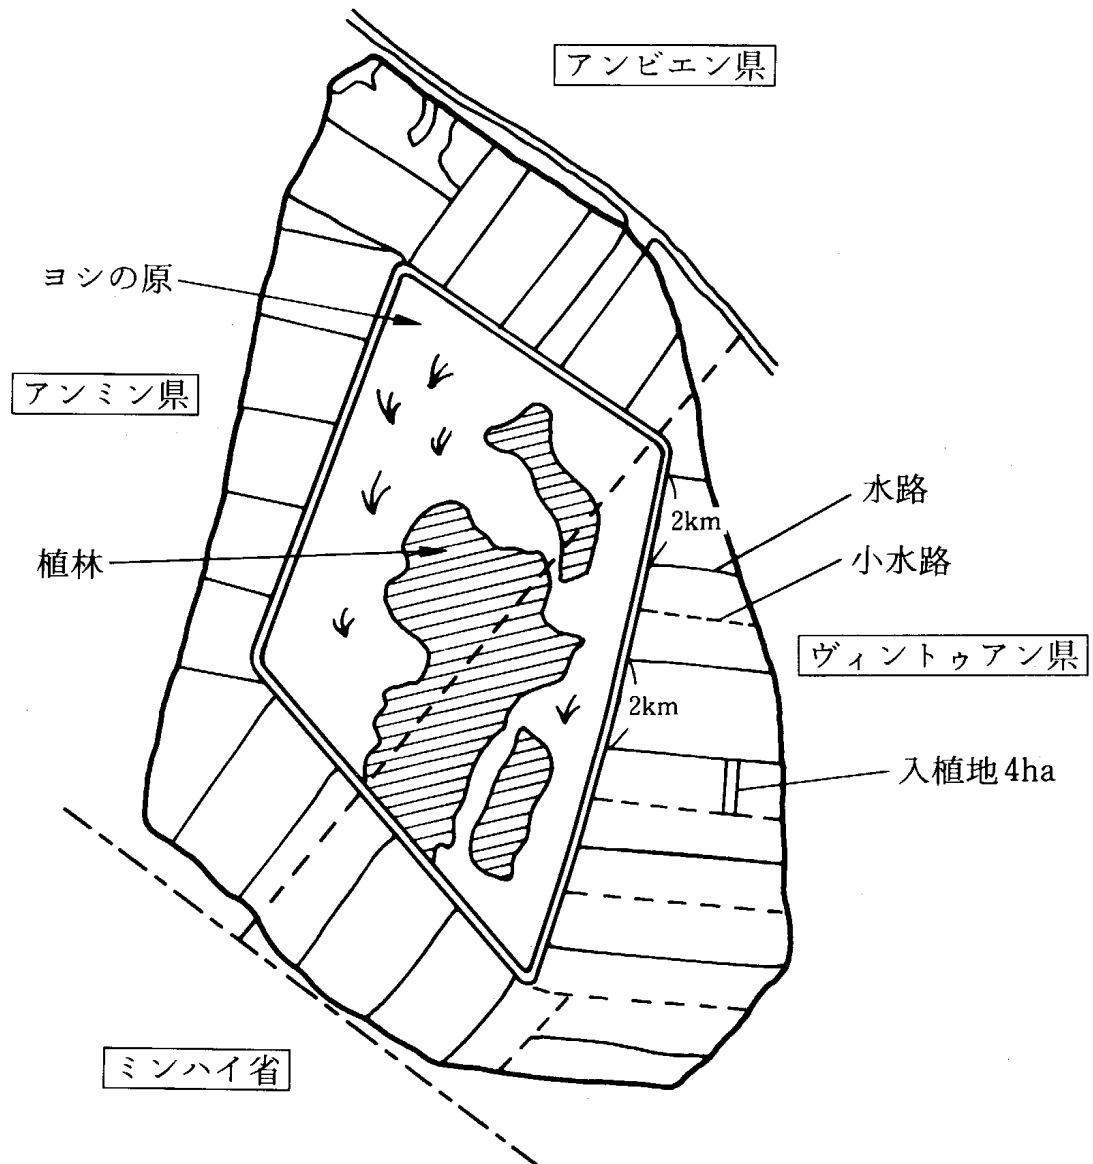 アンビエン県
ヨシの原
アンミン県
水路
2km
植林
小水路
ヴィントゥアン県
2km
入植地4ha
ミンハイ省